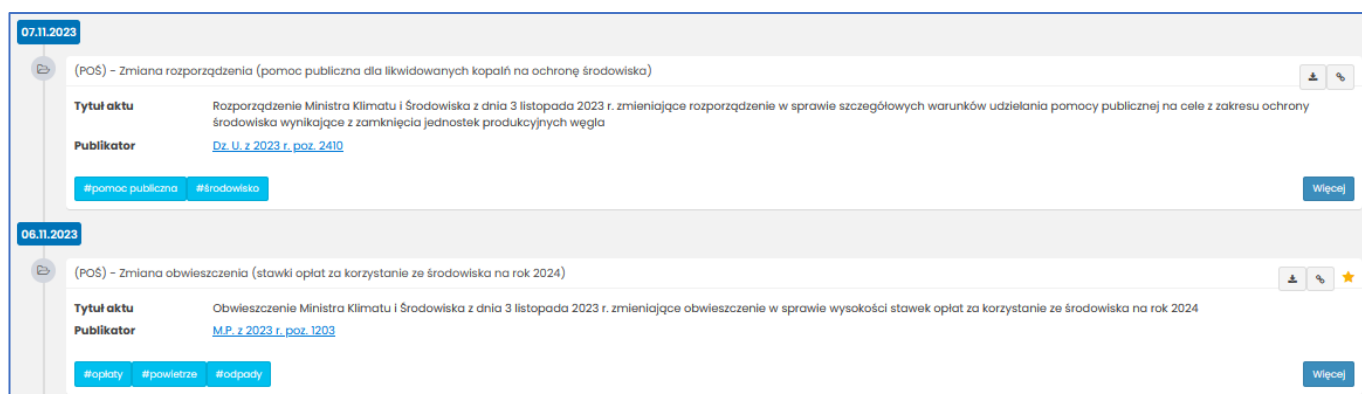 07.11.2023
(POŚ) - Zmiana rozporządzenia (pomoc publiczna dla likwidowanych kopalń na ochronę środowiska)
Tytuł aktu Rozporządzenie Ministra Klimatu i Środowiska z dnia 3 listopada 2023 r. zmieniające rozporządzenie w sprawie szczegółowych warunków udzielania pomocy publicznej na cele z zakresu ochrony
środowiska wynikające z zamknięcia jednostek produkcyjnych węgla
Publikator Dz. U. z 2023 r. poz. 2410
#pomoc publiczna #środowisko Więcej
06.11.2023
(POŚ) - Zmiana obwieszczenia (stawki opłat za korzystanie ze środowiska na rok 2024)
Tytuł aktu Obwieszczenie Ministra Klimatu i Środowiska z dnia 3 listopada 2023 r. zmieniające obwieszczenie w sprawie wysokości stawek opłat za korzystanie ze środowiska na rok 2024
Publikator M.P. z 2023 r. poz. 1203
#opłaty #powietrze #odpady Więcej